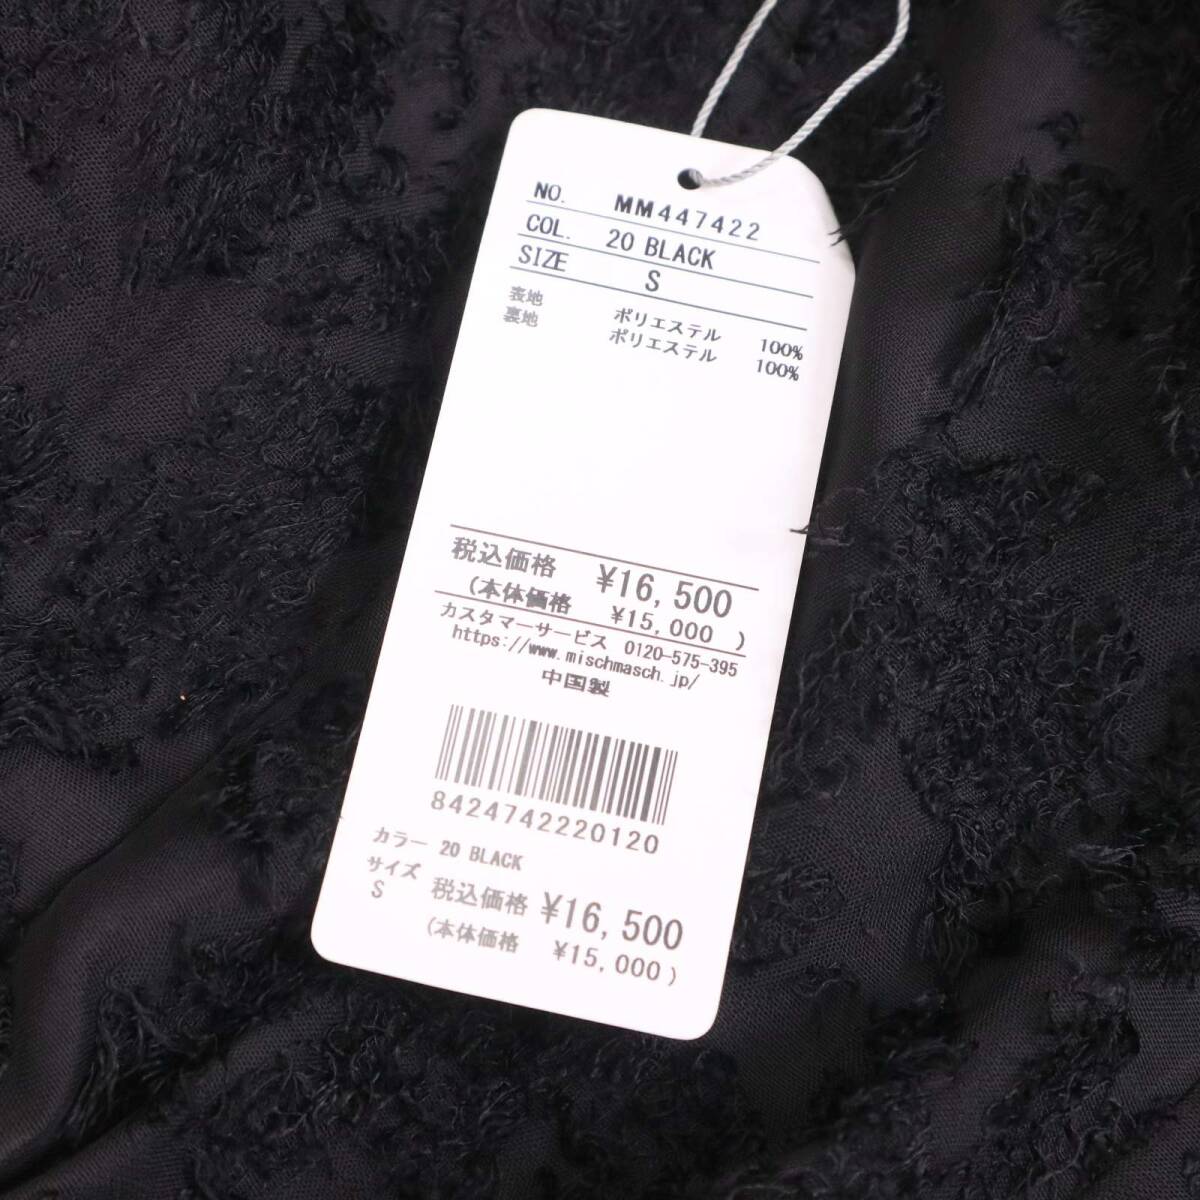 NO. MM447422
COL. 20 BLACK
SIZE S
表地 ポリエステル 100%
裏地 ポリエステル 100%
税込価格 ¥16,500
(本体価格 ¥15,000 )
カスタマーサービス 0120-575-395
https://www.mischmasch.jp/
中国製
8424742220120
カラー 20 BLACK
サイズ
S 税込価格 ¥16,500
(本体価格 ¥15,000 )